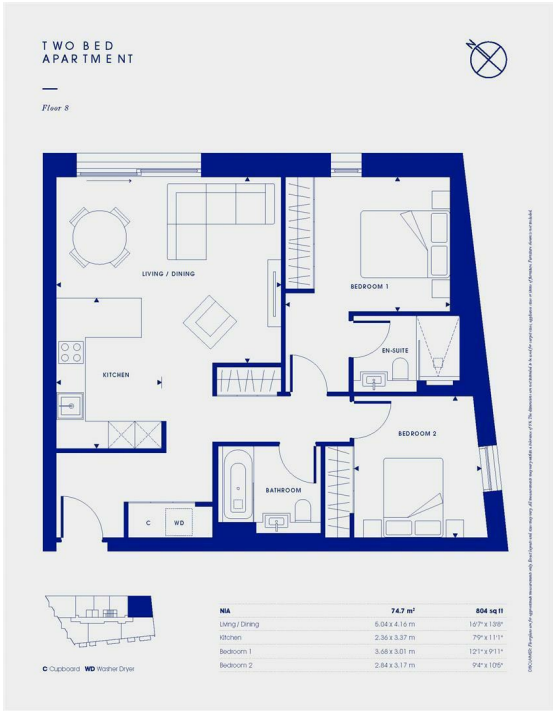 TWO BED
APARTMENT
Floor 8
N
LIVING / DINING
BEDROOM 1
EN-SUITE
KITCHEN
BEDROOM 2
BATHROOM
C
WD
NIA 74.7 m² 804 sq ft
Living / Dining 5.04 x 4.16 m 16'7" x 13'8"
Kitchen 2.36 x 3.37 m 7'9" x 11'1"
Bedroom 1 3.68 x 3.01 m 12'1" x 9'11"
Bedroom 2 2.84 x 3.17 m 9'4" x 10'5"
C Cupboard WD Washer Dryer